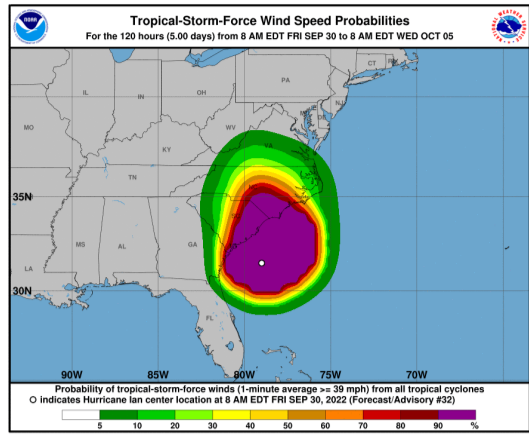 Tropical-Storm-Force Wind Speed Probabilities
For the 120 hours (5.00 days) from 8 AM EDT FRI SEP 30 to 8 AM EDT WED OCT 05
NOAA
CT
PA
NJ
IL
IN
OH
MO
WV
DE
KY
VA
TN
35N
MS
AL
GA
LA
30N
FL
90W 85W 80W 75W 70W
Probability of tropical-storm-force winds (1-minute average >= 39 mph) from all tropical cyclones
O indicates Hurricane Ian center location at 8 AM EDT FRI SEP 30, 2022 (Forecast/Advisory #32)
5 10 20 30 40 50 60 70 80 90 %